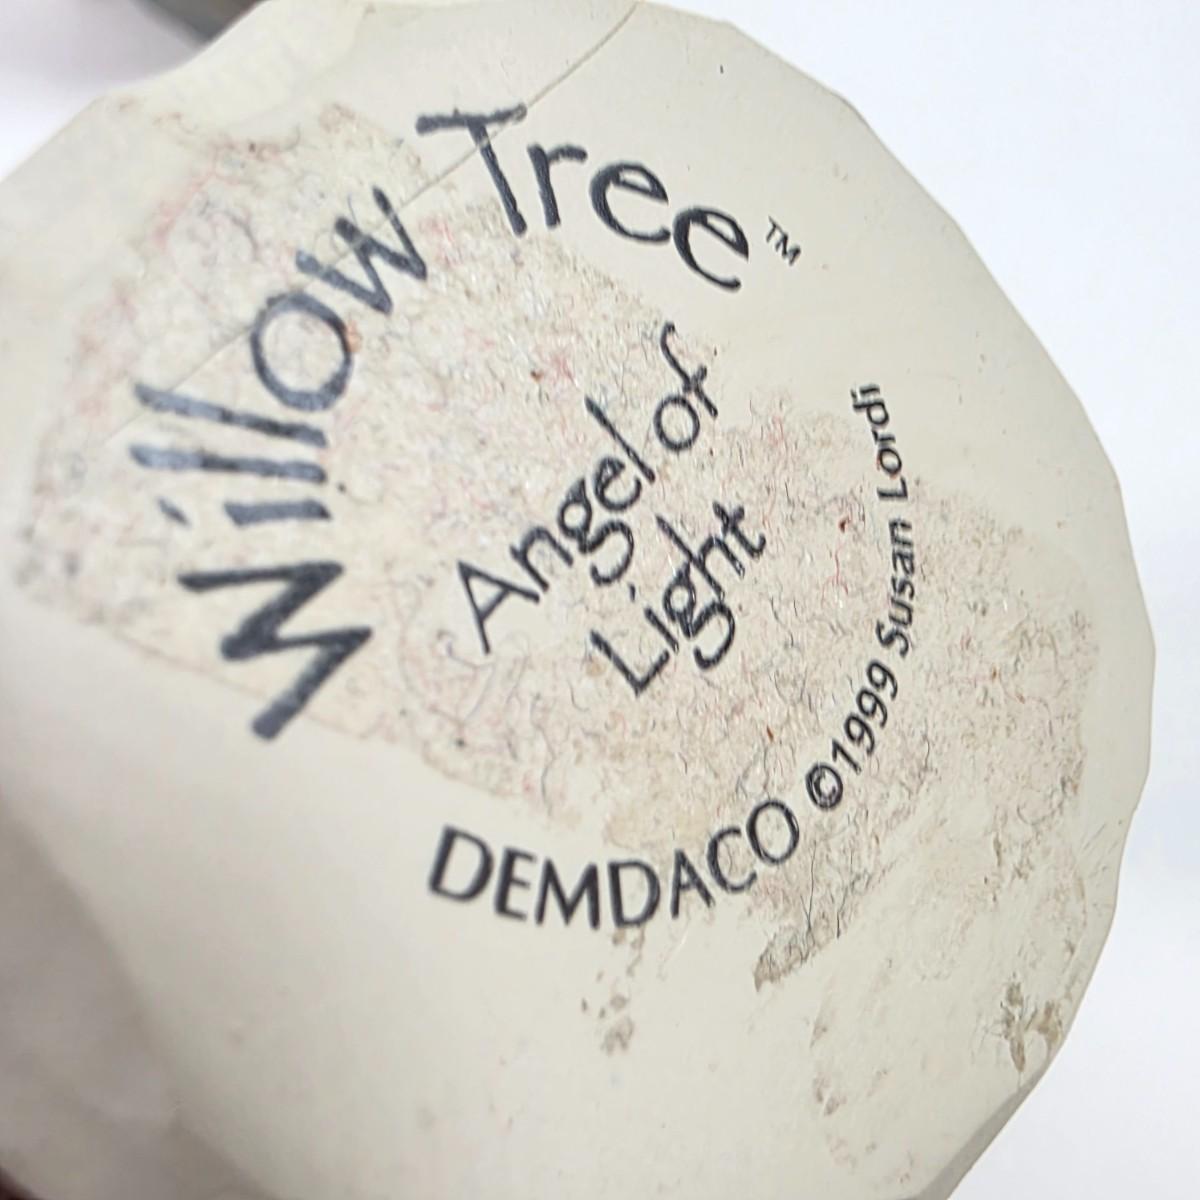 Willow Tree™
Angel of
Light
DEMDACO ©1999 Susan Lordi